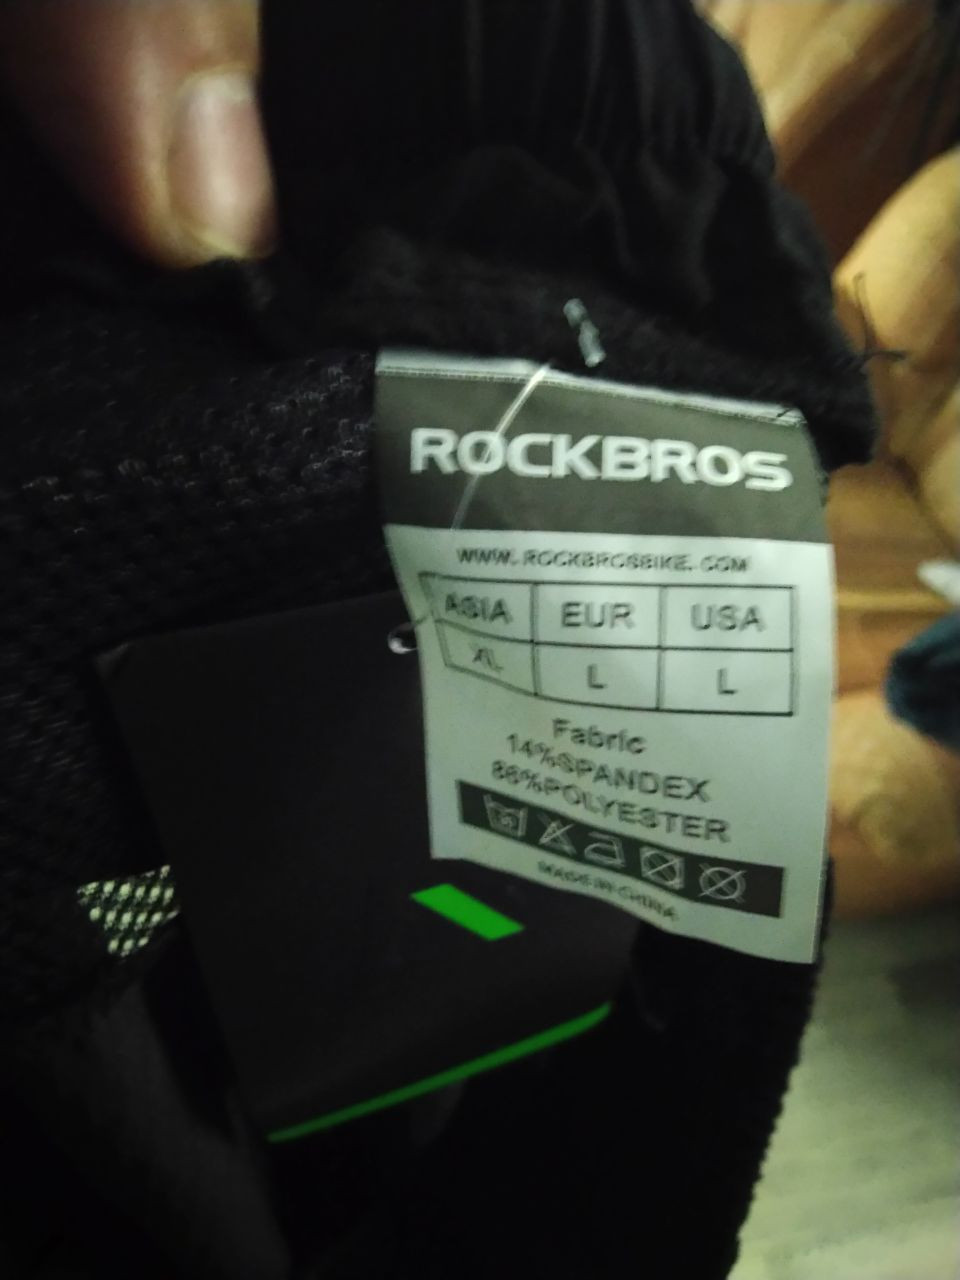 ROCKBROS
WWW.ROCKBROSBIKE.COM
ASIA EUR USA
XL L L
Fabric
14%SPANDEX
86%POLYESTER
MADE IN CHINA